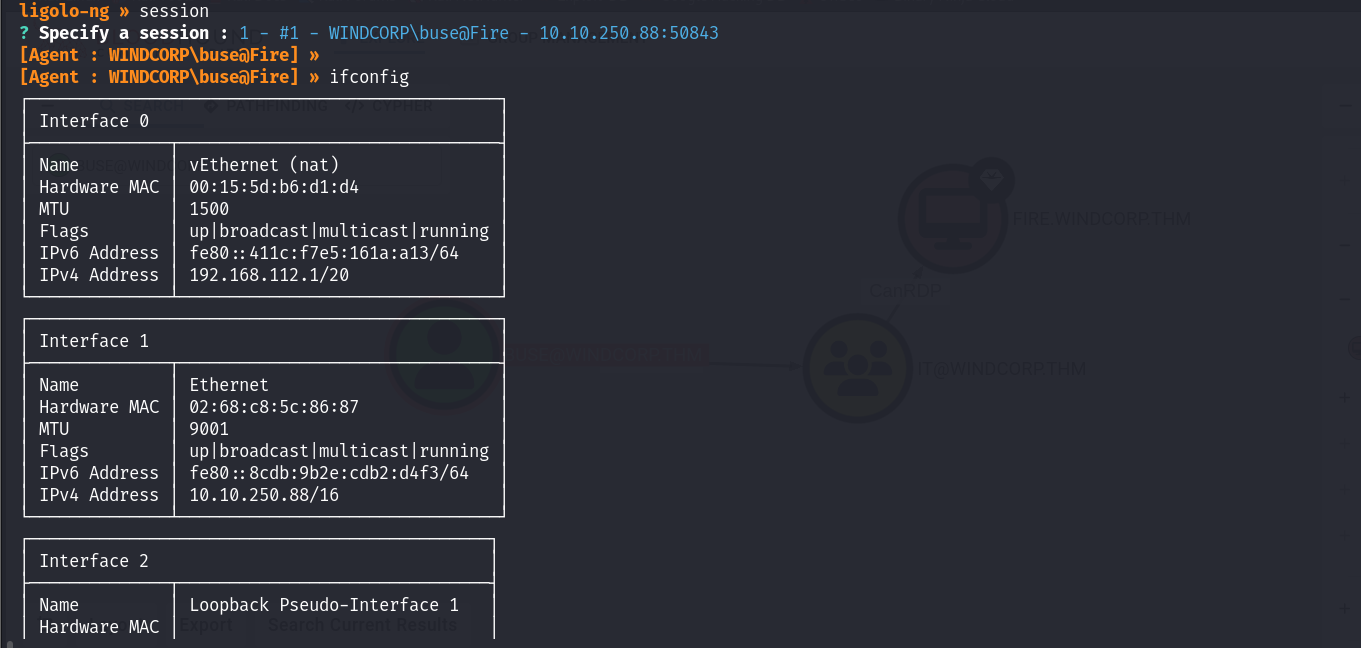 ligolo-ng » session
? Specify a session : 1 - #1 - WINDCORP\buse@Fire - 10.10.250.88:50843
[Agent : WINDCORP\buse@Fire] »
[Agent : WINDCORP\buse@Fire] » ifconfig
PATHFINDING CYPHER
Interface 0
Name vEthernet (nat)
Hardware MAC 00:15:5d:b6:d1:d4
MTU 1500
Flags up|broadcast|multicast|running
IPv6 Address fe80::411c:f7e5:161a:a13/64
IPv4 Address 192.168.112.1/20
FIRE.WINDCORP.THM
CanRDP
Interface 1
IT@WINDCORP.THM
Name Ethernet
Hardware MAC 02:68:c8:5c:86:87
MTU 9001
Flags up|broadcast|multicast|running
IPv6 Address fe80::8cdb:9b2e:cdb2:d4f3/64
IPv4 Address 10.10.250.88/16
Interface 2
Name Loopback Pseudo-Interface 1
Hardware MAC
Export Search Current Results